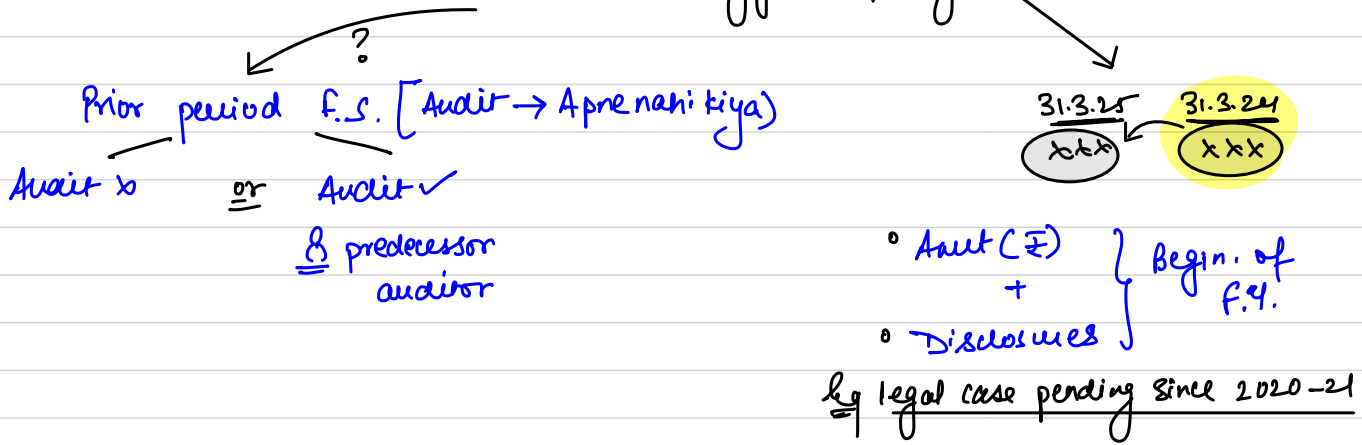 ?
Prior period f.s. [Audit → Apne nahi kiya)
31.3.25 31.3.24
xxx xxx
Audit x or Audit ✓
predecessor
auditor
• Amt (₹)
+
• Disclosures
Begin. of
F.Y.
Eg legal case pending since 2020-21